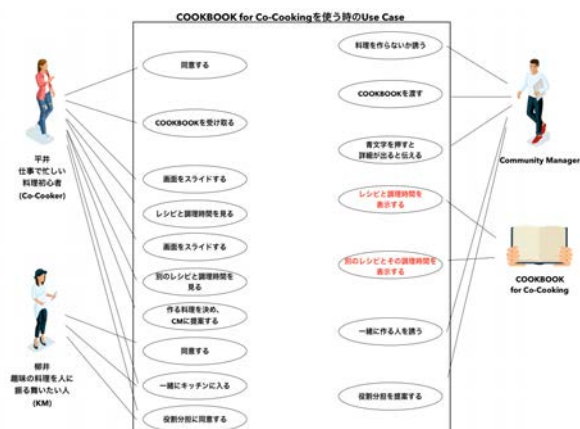 COOKBOOK for Co-Cookingを使う時のUse Case
同意する
COOKBOOKを受け取る
画面をスライドする
レシピと調理時間を見る
画面をスライドする
別のレシピと調理時間を
見る
作る料理を決め、
CMに提案する
同意する
一緒にキッチンに入る
役割分担に同意する
料理を作らないか誘う
COOKBOOKを渡す
青文字を押すと
詳細が出ると伝える
レシピと調理時間を
表示する
別のレシピとその調理時間を
表示する
一緒に作る人を誘う
役割分担を提案する
平井
仕事で忙しい
料理初心者
(Co-Cooker)
柳井
趣味の料理を人に
振る舞いたい人
(KM)
Community Manager
COOKBOOK
for Co-Cooking